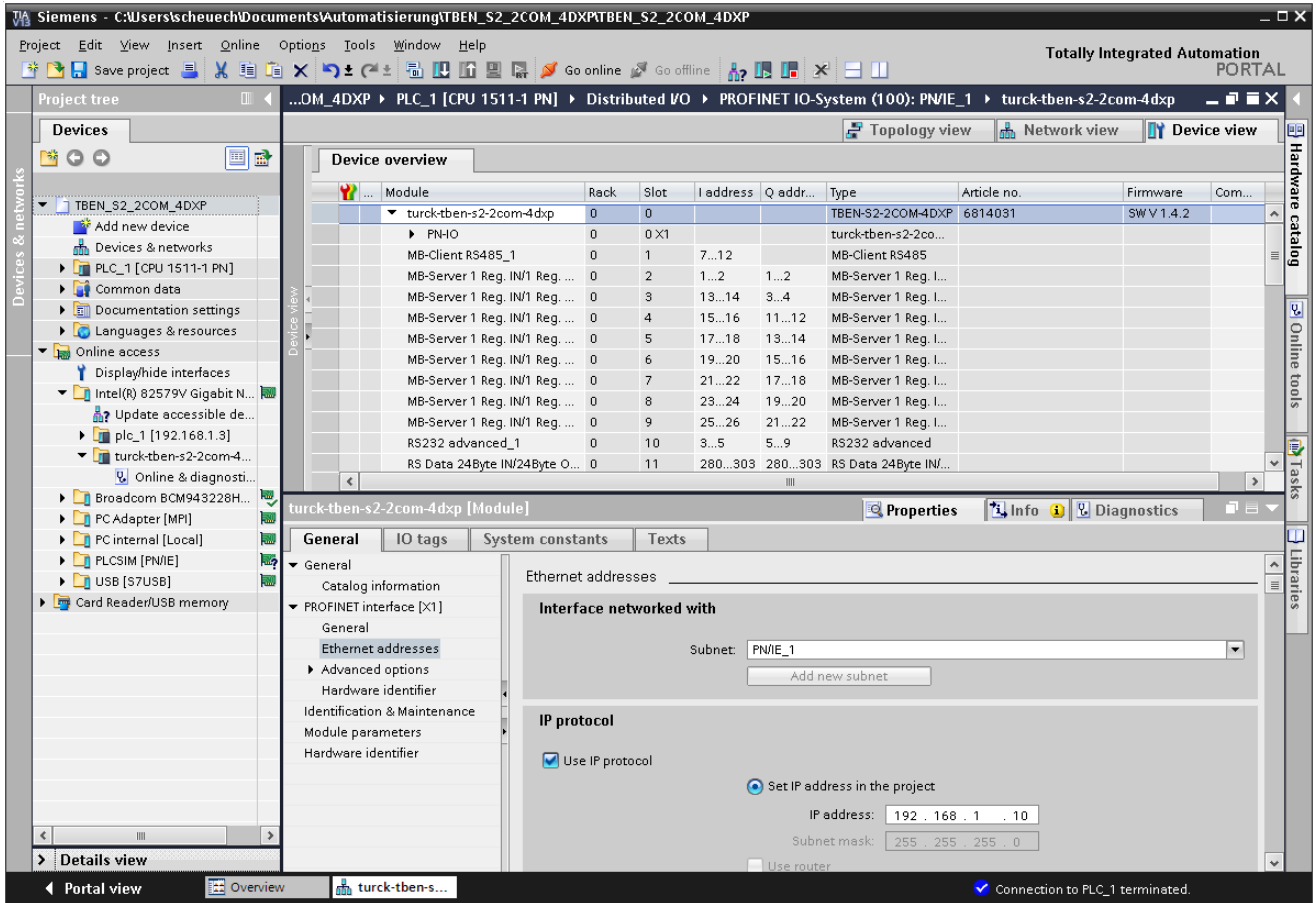 Siemens - C:\Users\scheuech\Documents\Automatisierung\TBEN_S2_2COM_4DXP\TBEN_S2_2COM_4DXP
Project Edit View Insert Online Options Tools Window Help
Totally Integrated Automation
PORTAL
Save project Go online Go offline
Project tree
...OM_4DXP PLC_1 [CPU 1511-1 PN] Distributed I/O PROFINET IO-System (100): PN/IE_1 turck-tben-s2-2com-4dxp
Devices
Topology view Network view Device view
Devices & networks
TBEN_S2_2COM_4DXP
Add new device
Devices & networks
PLC_1 [CPU 1511-1 PN]
Common data
Documentation settings
Languages & resources
Online access
Display/hide interfaces
Intel(R) 82579V Gigabit N...
Update accessible de...
plc_1 [192.168.1.3]
turck-tben-s2-2com-4...
Online & diagnosti...
Broadcom BCM943228H...
PC Adapter [MPI]
PC internal [Local]
PLCSIM [PN/IE]
USB [S7USB]
Card Reader/USB memory
Details view
Device view
Device overview
... Module Rack Slot I address Q addr... Type Article no. Firmware Com...
turck-tben-s2-2com-4dxp 0 0 TBEN-S2-2COM-4DXP 6814031 SW V 1.4.2
PN-IO 0 0 X1 turck-tben-s2-2co...
MB-Client RS485_1 0 1 7...12 MB-Client RS485
MB-Server 1 Reg. IN/1 Reg. ... 0 2 1...2 1...2 MB-Server 1 Reg. I...
MB-Server 1 Reg. IN/1 Reg. ... 0 3 13...14 3...4 MB-Server 1 Reg. I...
MB-Server 1 Reg. IN/1 Reg. ... 0 4 15...16 11...12 MB-Server 1 Reg. I...
MB-Server 1 Reg. IN/1 Reg. ... 0 5 17...18 13...14 MB-Server 1 Reg. I...
MB-Server 1 Reg. IN/1 Reg. ... 0 6 19...20 15...16 MB-Server 1 Reg. I...
MB-Server 1 Reg. IN/1 Reg. ... 0 7 21...22 17...18 MB-Server 1 Reg. I...
MB-Server 1 Reg. IN/1 Reg. ... 0 8 23...24 19...20 MB-Server 1 Reg. I...
MB-Server 1 Reg. IN/1 Reg. ... 0 9 25...26 21...22 MB-Server 1 Reg. I...
RS232 advanced_1 0 10 3...5 5...9 RS232 advanced
RS Data 24Byte IN/24Byte O... 0 11 280...303 280...303 RS Data 24Byte IN/...
turck-tben-s2-2com-4dxp [Module]
Properties Info Diagnostics
General IO tags System constants Texts
General
Catalog information
PROFINET interface [X1]
General
Ethernet addresses
Advanced options
Hardware identifier
Identification & Maintenance
Module parameters
Hardware identifier
Ethernet addresses
Interface networked with
Subnet: PN/IE_1
Add new subnet
IP protocol
Use IP protocol
Set IP address in the project
IP address: 192 . 168 . 1 . 10
Subnet mask: 255 . 255 . 255 . 0
Use router
Hardware catalog
Online tools
Tasks
Libraries
Portal view Overview turck-tben-s... Connection to PLC_1 terminated.